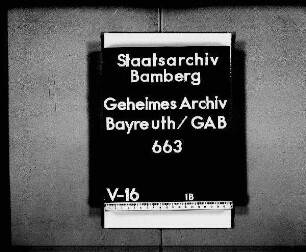 Staatsarchiv
Bamberg
Geheimes Archiv
Bayreuth/GAB
663
V-16 1B